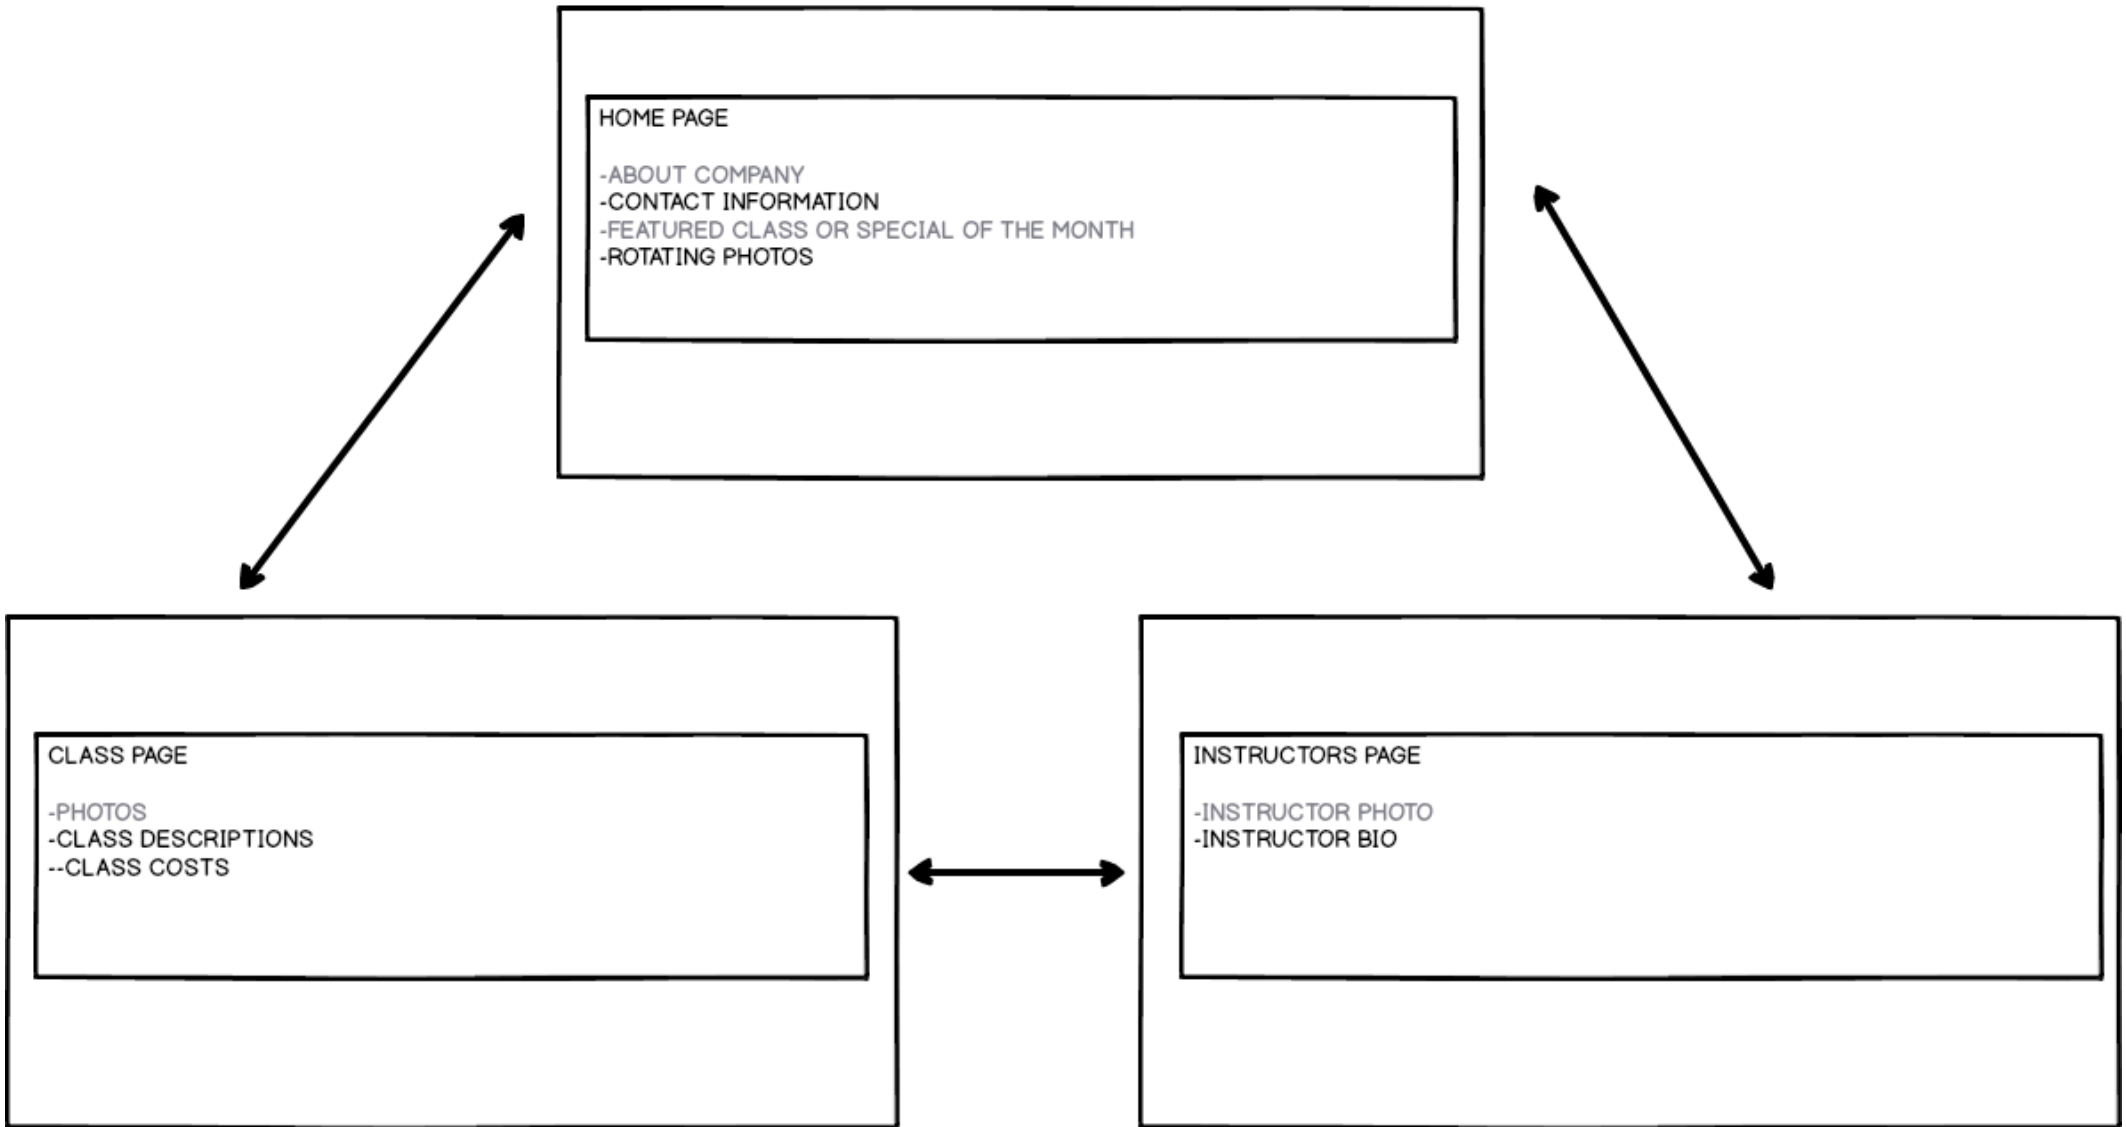 HOME PAGE
-ABOUT COMPANY
-CONTACT INFORMATION
-FEATURED CLASS OR SPECIAL OF THE MONTH
-ROTATING PHOTOS
CLASS PAGE
-PHOTOS
-CLASS DESCRIPTIONS
--CLASS COSTS
INSTRUCTORS PAGE
-INSTRUCTOR PHOTO
-INSTRUCTOR BIO